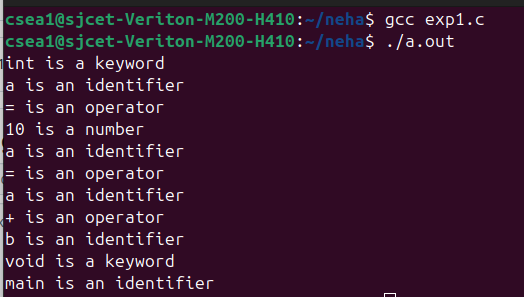 csea1@sjcet-Veriton-M200-H410:~/neha$ gcc exp1.c
csea1@sjcet-Veriton-M200-H410:~/neha$ ./a.out
int is a keyword
a is an identifier
= is an operator
10 is a number
a is an identifier
= is an operator
a is an identifier
+ is an operator
b is an identifier
void is a keyword
main is an identifier